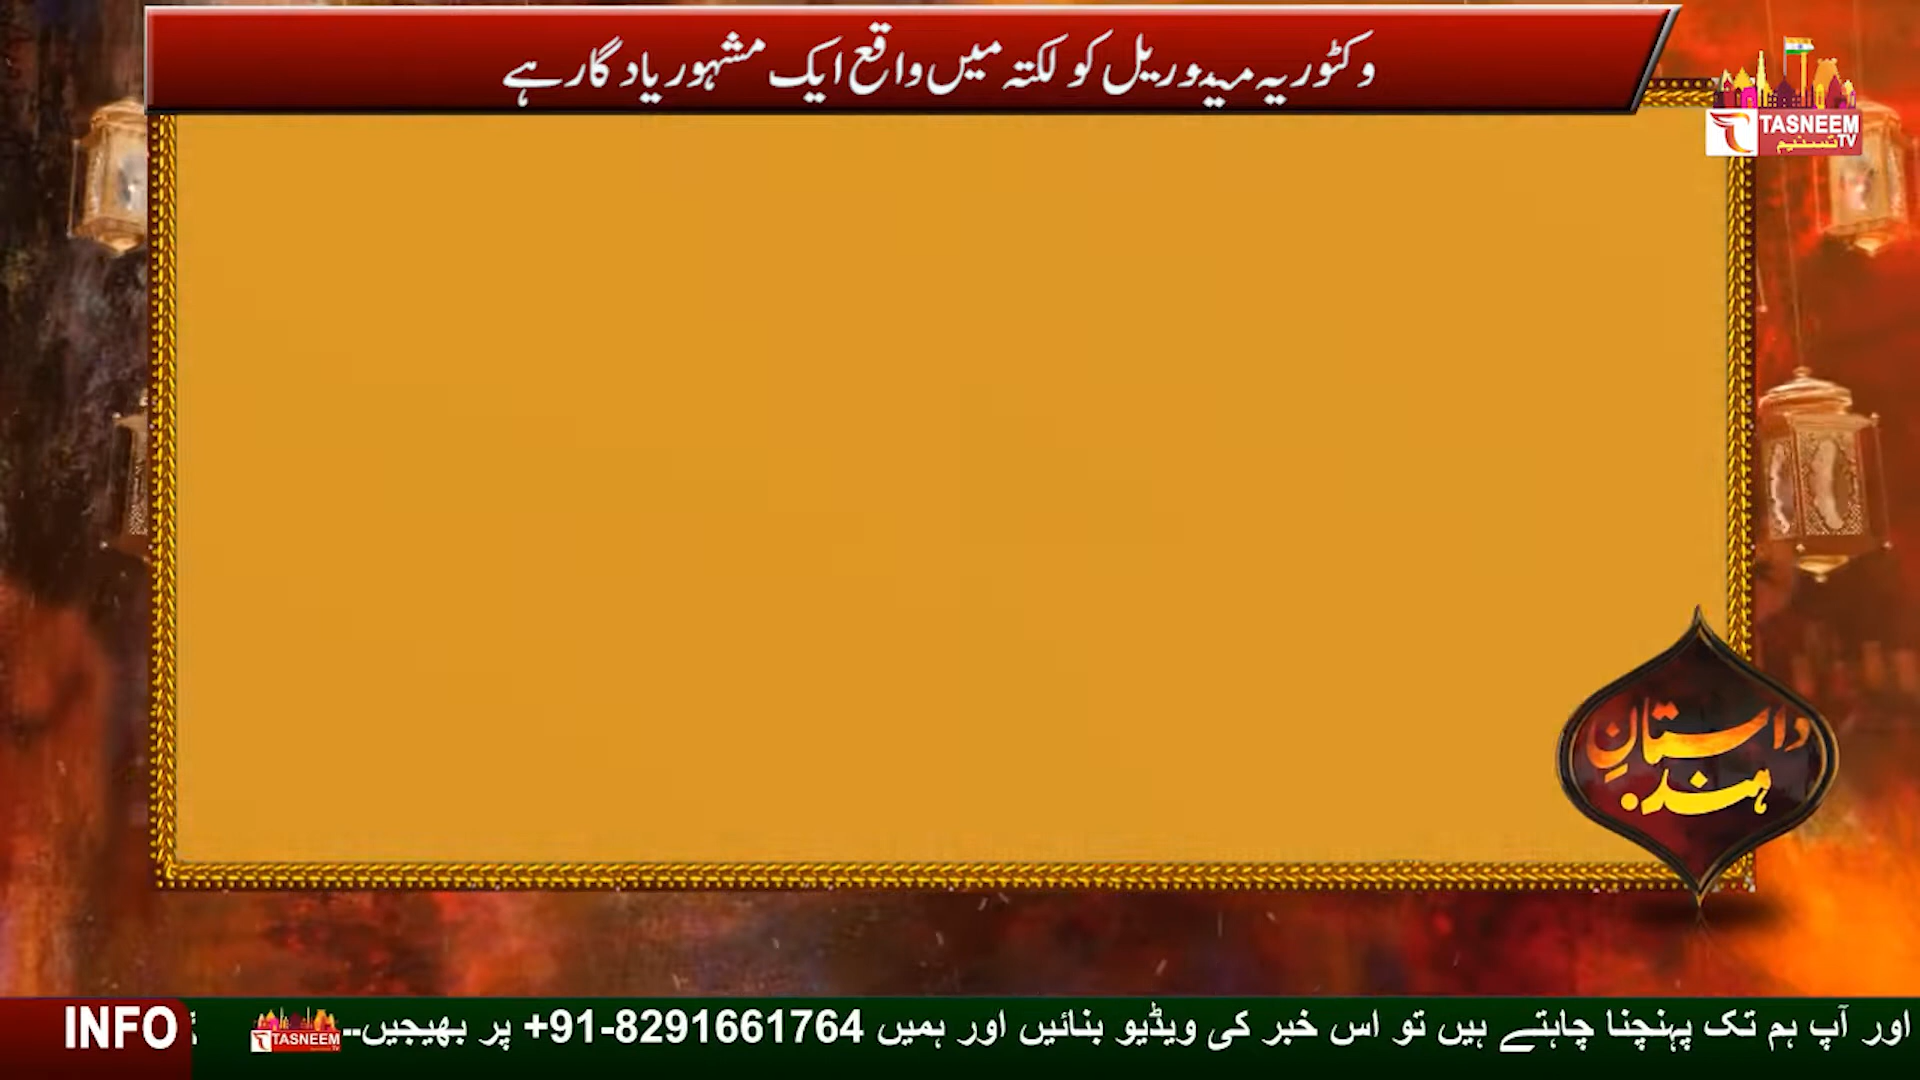 وکٹوریہ میموریل کولکتہ میں واقع ایک مشہور یادگار ہے
TASNEEM
تسنیم TV
داستانِ
ہند
اور آپ ہم تک پہنچنا چاہتے ہیں تو اس خبر کی ویڈیو بنائیں اور ہمیں 8291661764-91+ پر بھیجیں--
TASNEEM
INFO